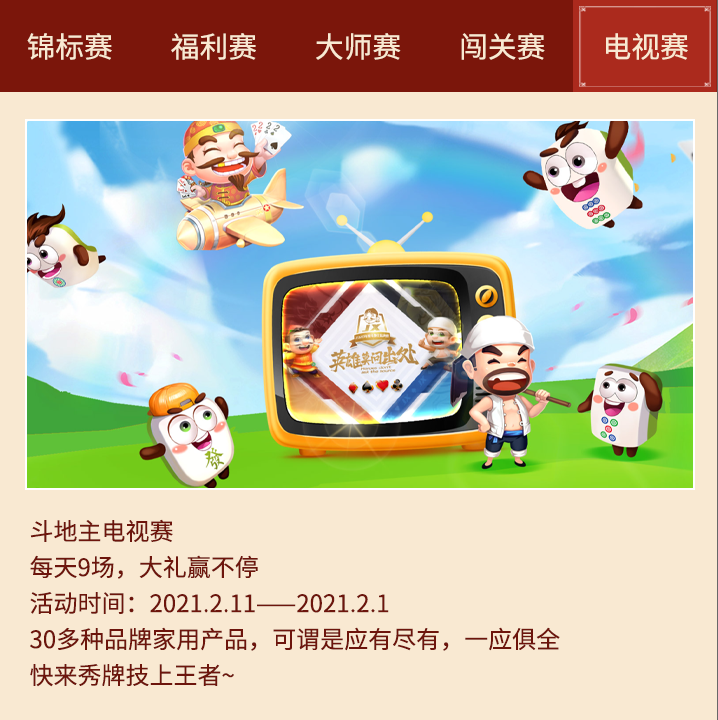 锦标赛 福利赛 大师赛 闯关赛 电视赛
英雄莫问出处
發
斗地主电视赛
每天9场，大礼赢不停
活动时间：2021.2.11——2021.2.1
30多种品牌家用产品，可谓是应有尽有，一应俱全
快来秀牌技上王者~